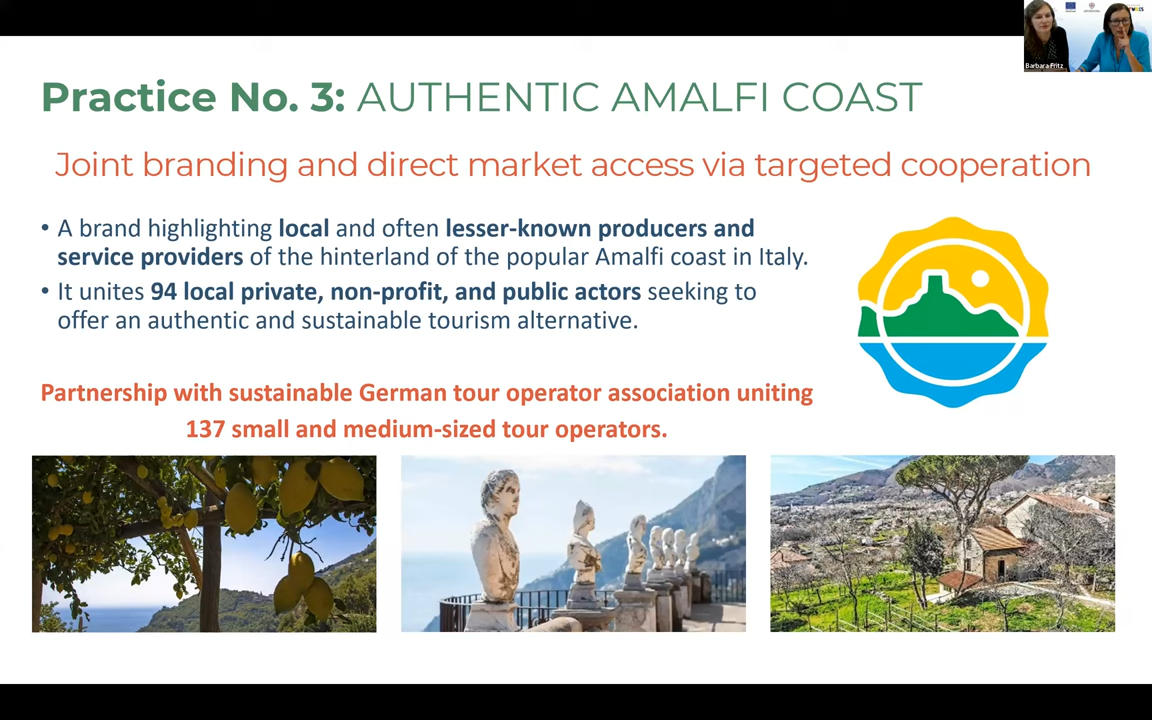 Barbara Fritz
Practice No. 3: AUTHENTIC AMALFI COAST
Joint branding and direct market access via targeted cooperation
• A brand highlighting local and often lesser-known producers and
service providers of the hinterland of the popular Amalfi coast in Italy.
• It unites 94 local private, non-profit, and public actors seeking to
offer an authentic and sustainable tourism alternative.
Partnership with sustainable German tour operator association uniting
137 small and medium-sized tour operators.